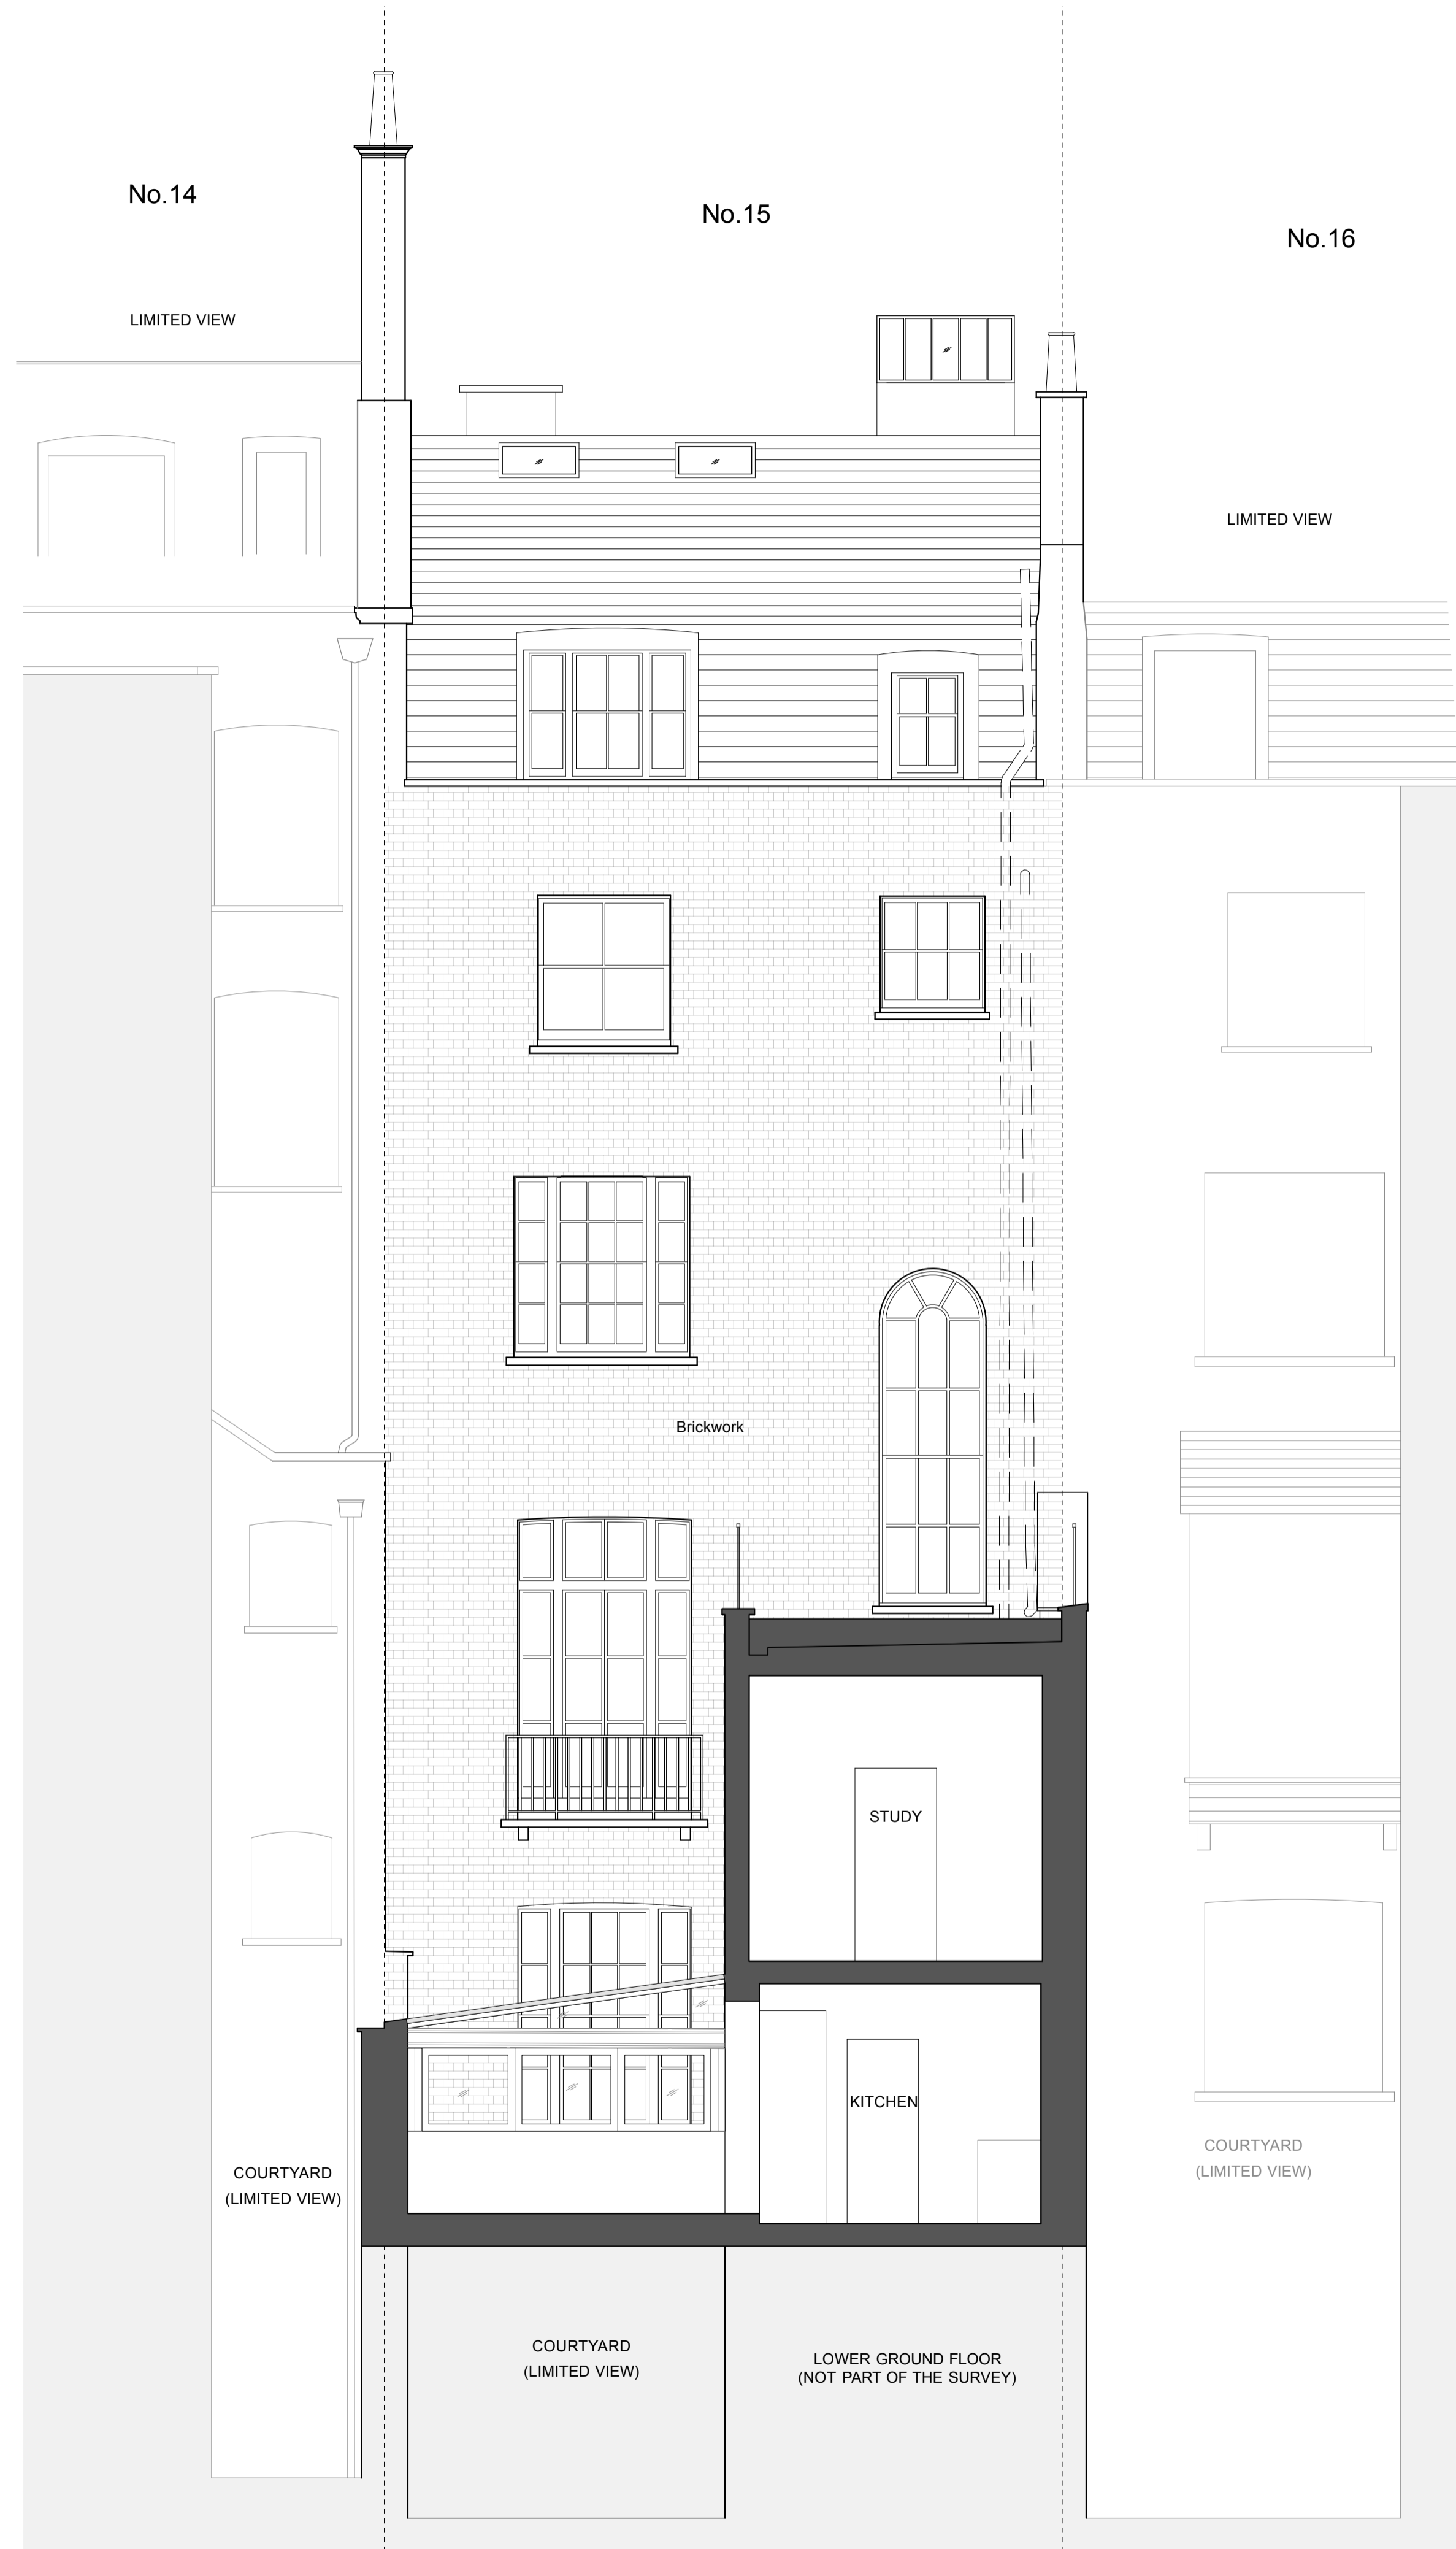 No.14
No.15
No.16
LIMITED VIEW
LIMITED VIEW
Brickwork
STUDY
KITCHEN
COURTYARD
(LIMITED VIEW)
COURTYARD
(LIMITED VIEW)
COURTYARD
(LIMITED VIEW)
LOWER GROUND FLOOR
(NOT PART OF THE SURVEY)